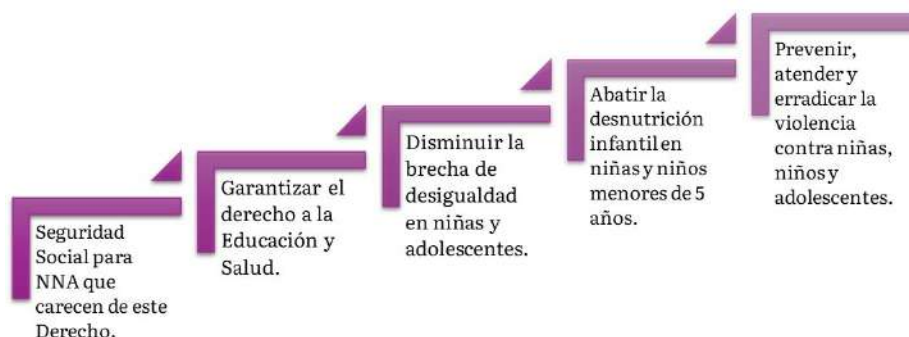 Seguridad
Social para
NNA que
carecen de este
Derecho.
Garantizar el
derecho a la
Educación y
Salud.
Disminuir la
brecha de
desigualdad
en niñas y
adolescentes.
Abatir la
desnutrición
infantil en
niñas y niños
menores de 5
años.
Prevenir,
atender y
erradicar la
violencia
contra niñas,
niños y
adolescentes.